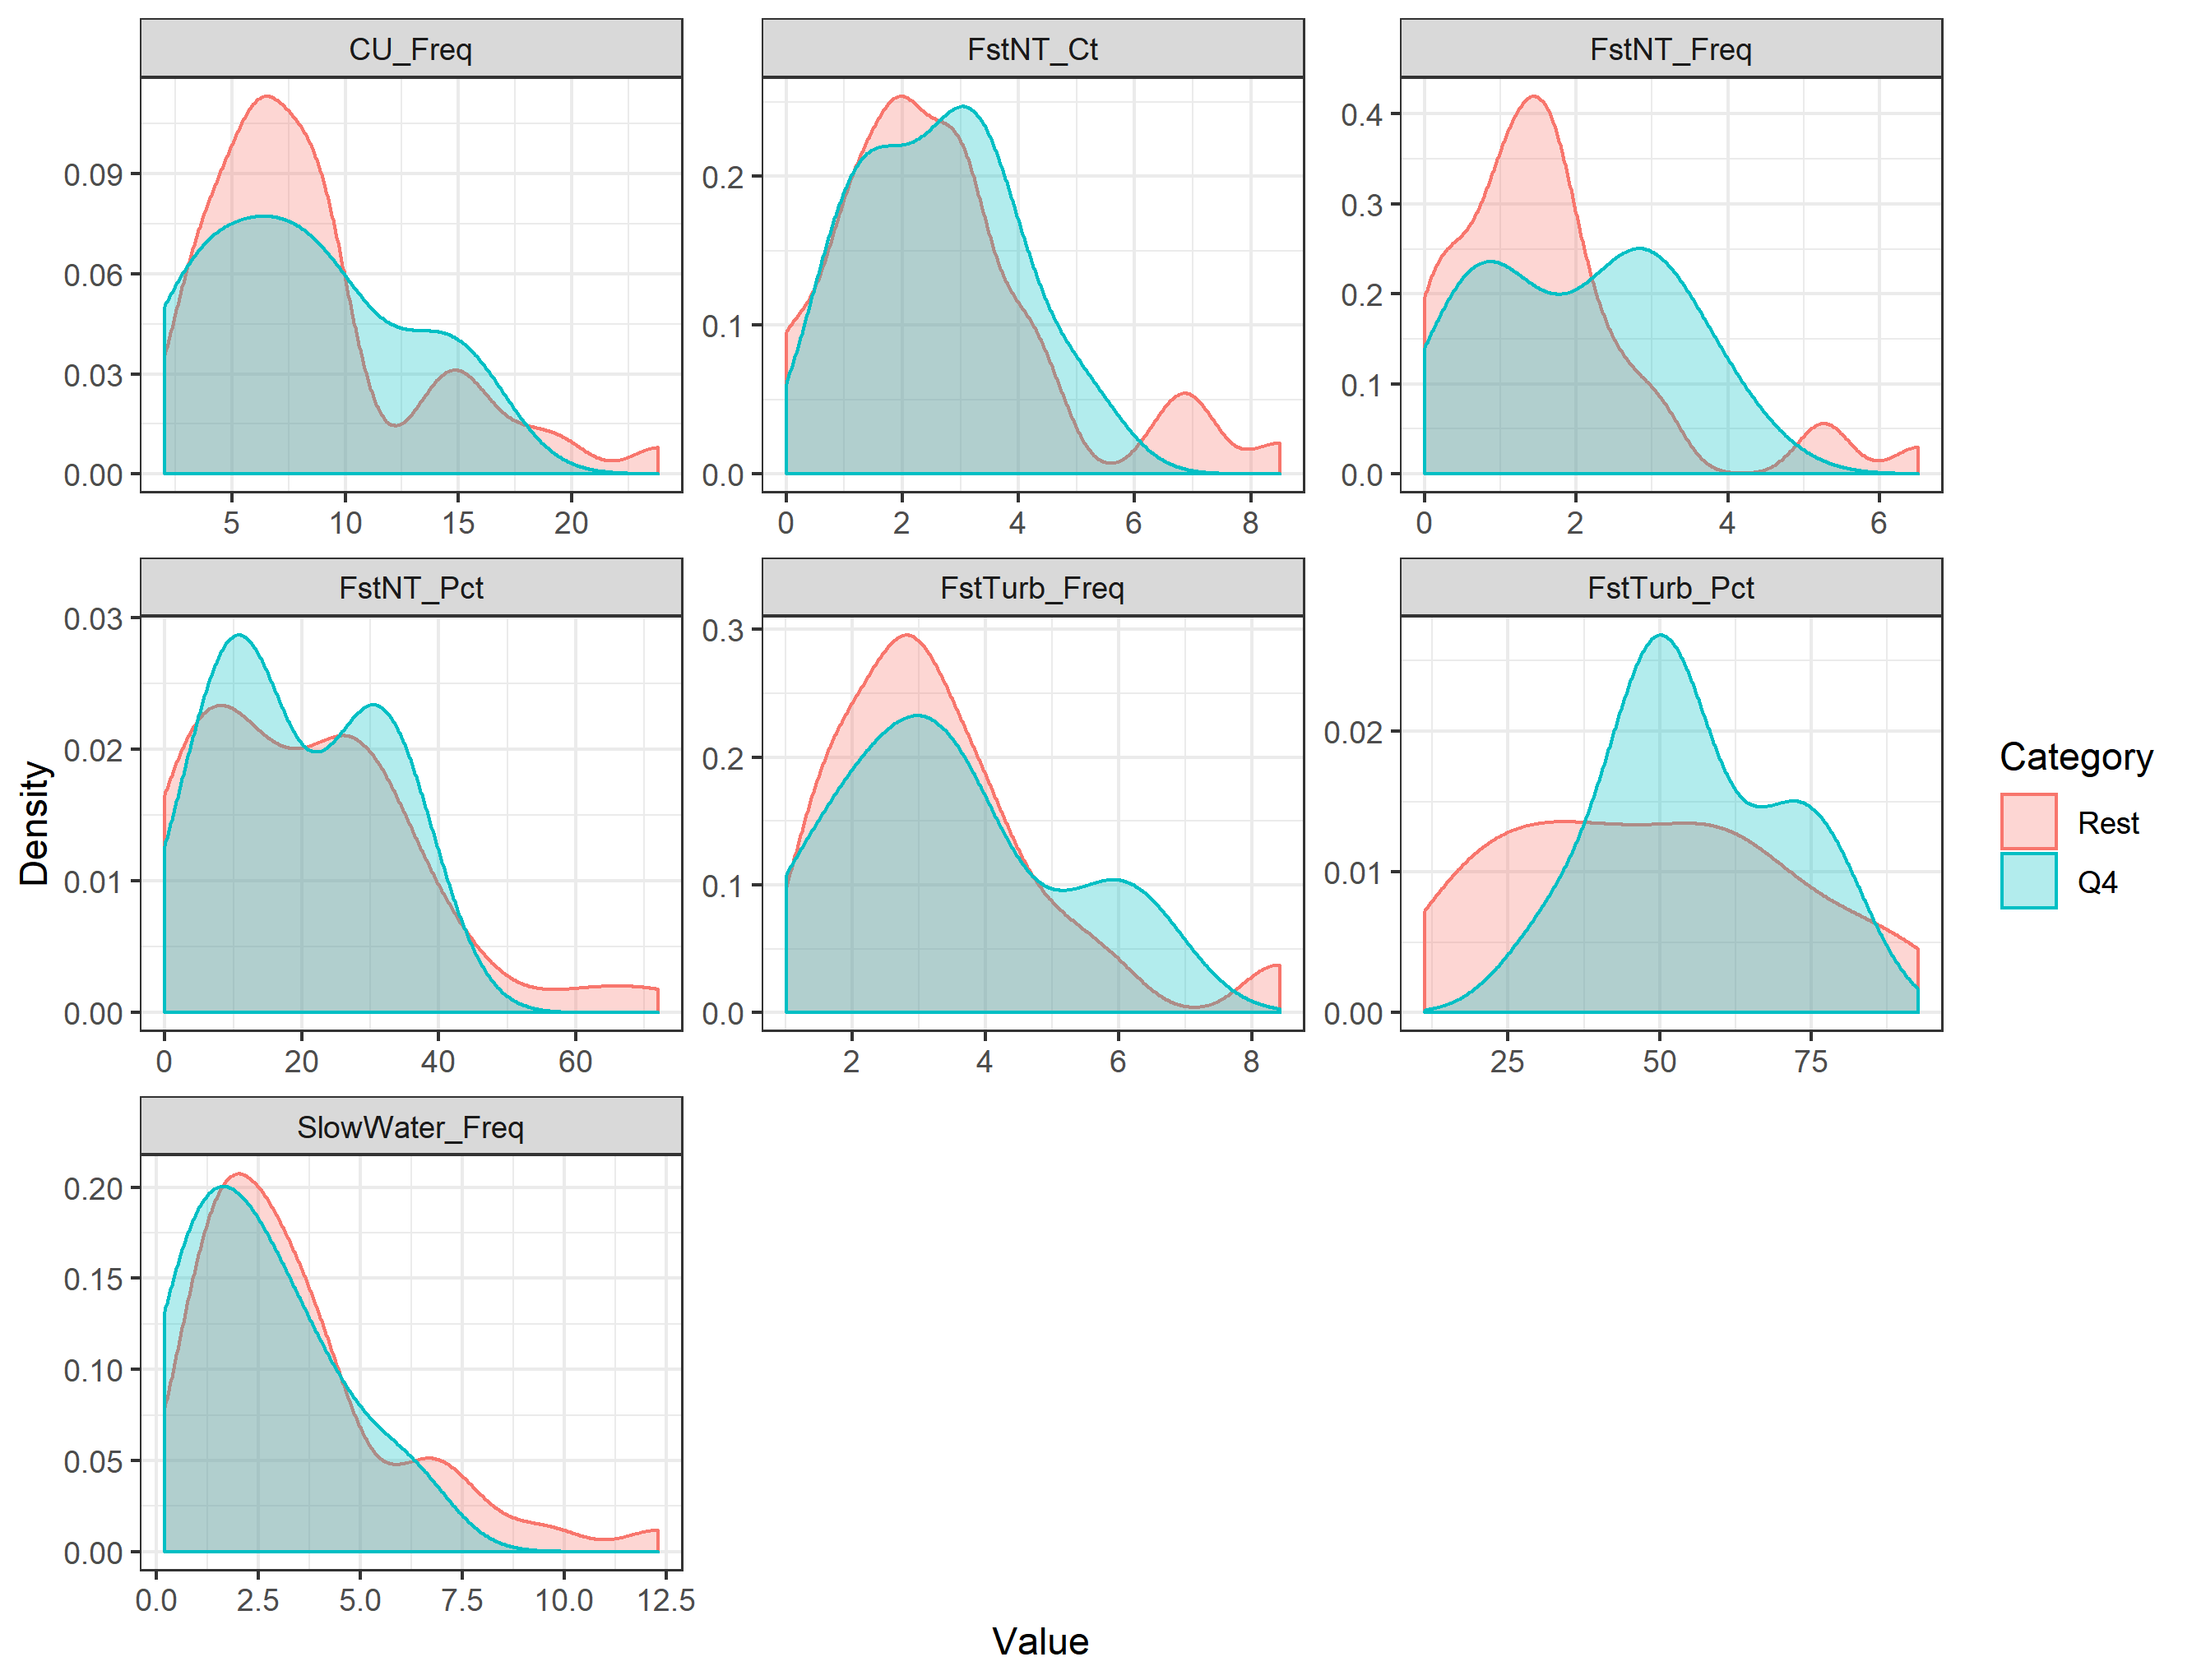 CU_Freq
FstNT_Ct
FstNT_Freq
0.09
0.06
0.03
0.00
5 10 15 20
0.2
0.1
0.0
0 2 4 6 8
0.4
0.3
0.2
0.1
0.0
0 2 4 6
FstNT_Pct
FstTurb_Freq
FstTurb_Pct
0.03
0.02
0.01
0.00
0 20 40 60
0.3
0.2
0.1
0.0
2 4 6 8
0.02
0.01
0.00
25 50 75
SlowWater_Freq
0.20
0.15
0.10
0.05
0.00
0.0 2.5 5.0 7.5 10.0 12.5
Density
Value
Category
Rest
Q4